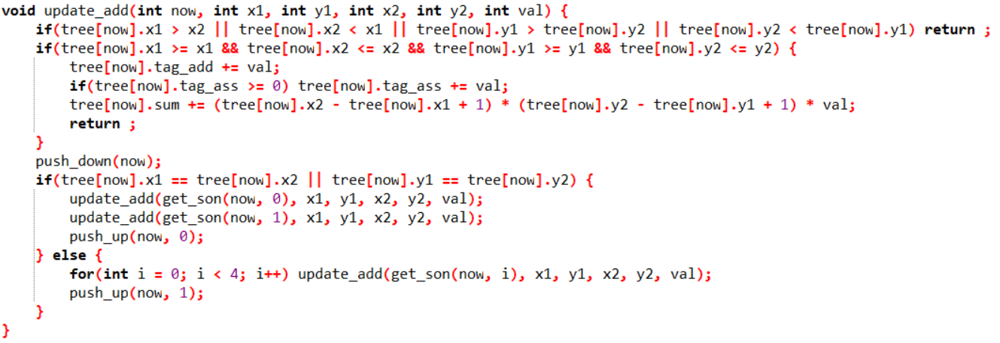 void update_add(int now, int x1, int y1, int x2, int y2, int val) {
    if(tree[now].x1 > x2 || tree[now].x2 < x1 || tree[now].y1 > tree[now].y2 || tree[now].y2 < tree[now].y1) return ;
    if(tree[now].x1 >= x1 && tree[now].x2 <= x2 && tree[now].y1 >= y1 && tree[now].y2 <= y2) {
        tree[now].tag_add += val;
        if(tree[now].tag_ass >= 0) tree[now].tag_ass += val;
        tree[now].sum += (tree[now].x2 - tree[now].x1 + 1) * (tree[now].y2 - tree[now].y1 + 1) * val;
        return ;
    }
    push_down(now);
    if(tree[now].x1 == tree[now].x2 || tree[now].y1 == tree[now].y2) {
        update_add(get_son(now, 0), x1, y1, x2, y2, val);
        update_add(get_son(now, 1), x1, y1, x2, y2, val);
        push_up(now, 0);
    } else {
        for(int i = 0; i < 4; i++) update_add(get_son(now, i), x1, y1, x2, y2, val);
        push_up(now, 1);
    }
}